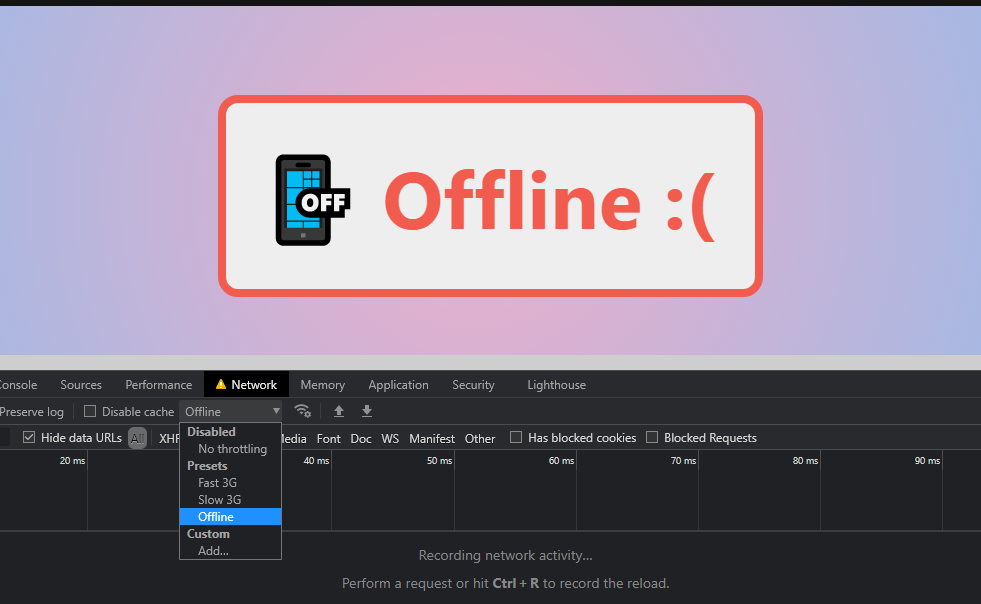 OFF
Offline :(
Console Sources Performance Network Memory Application Security Lighthouse
Preserve log Disable cache Offline
Hide data URLs All XHR Media Font Doc WS Manifest Other Has blocked cookies Blocked Requests
Disabled
No throttling
Presets
Fast 3G
Slow 3G
Offline
Custom
Add...
20 ms 40 ms 50 ms 60 ms 70 ms 80 ms 90 ms
Recording network activity...
Perform a request or hit Ctrl + R to record the reload.